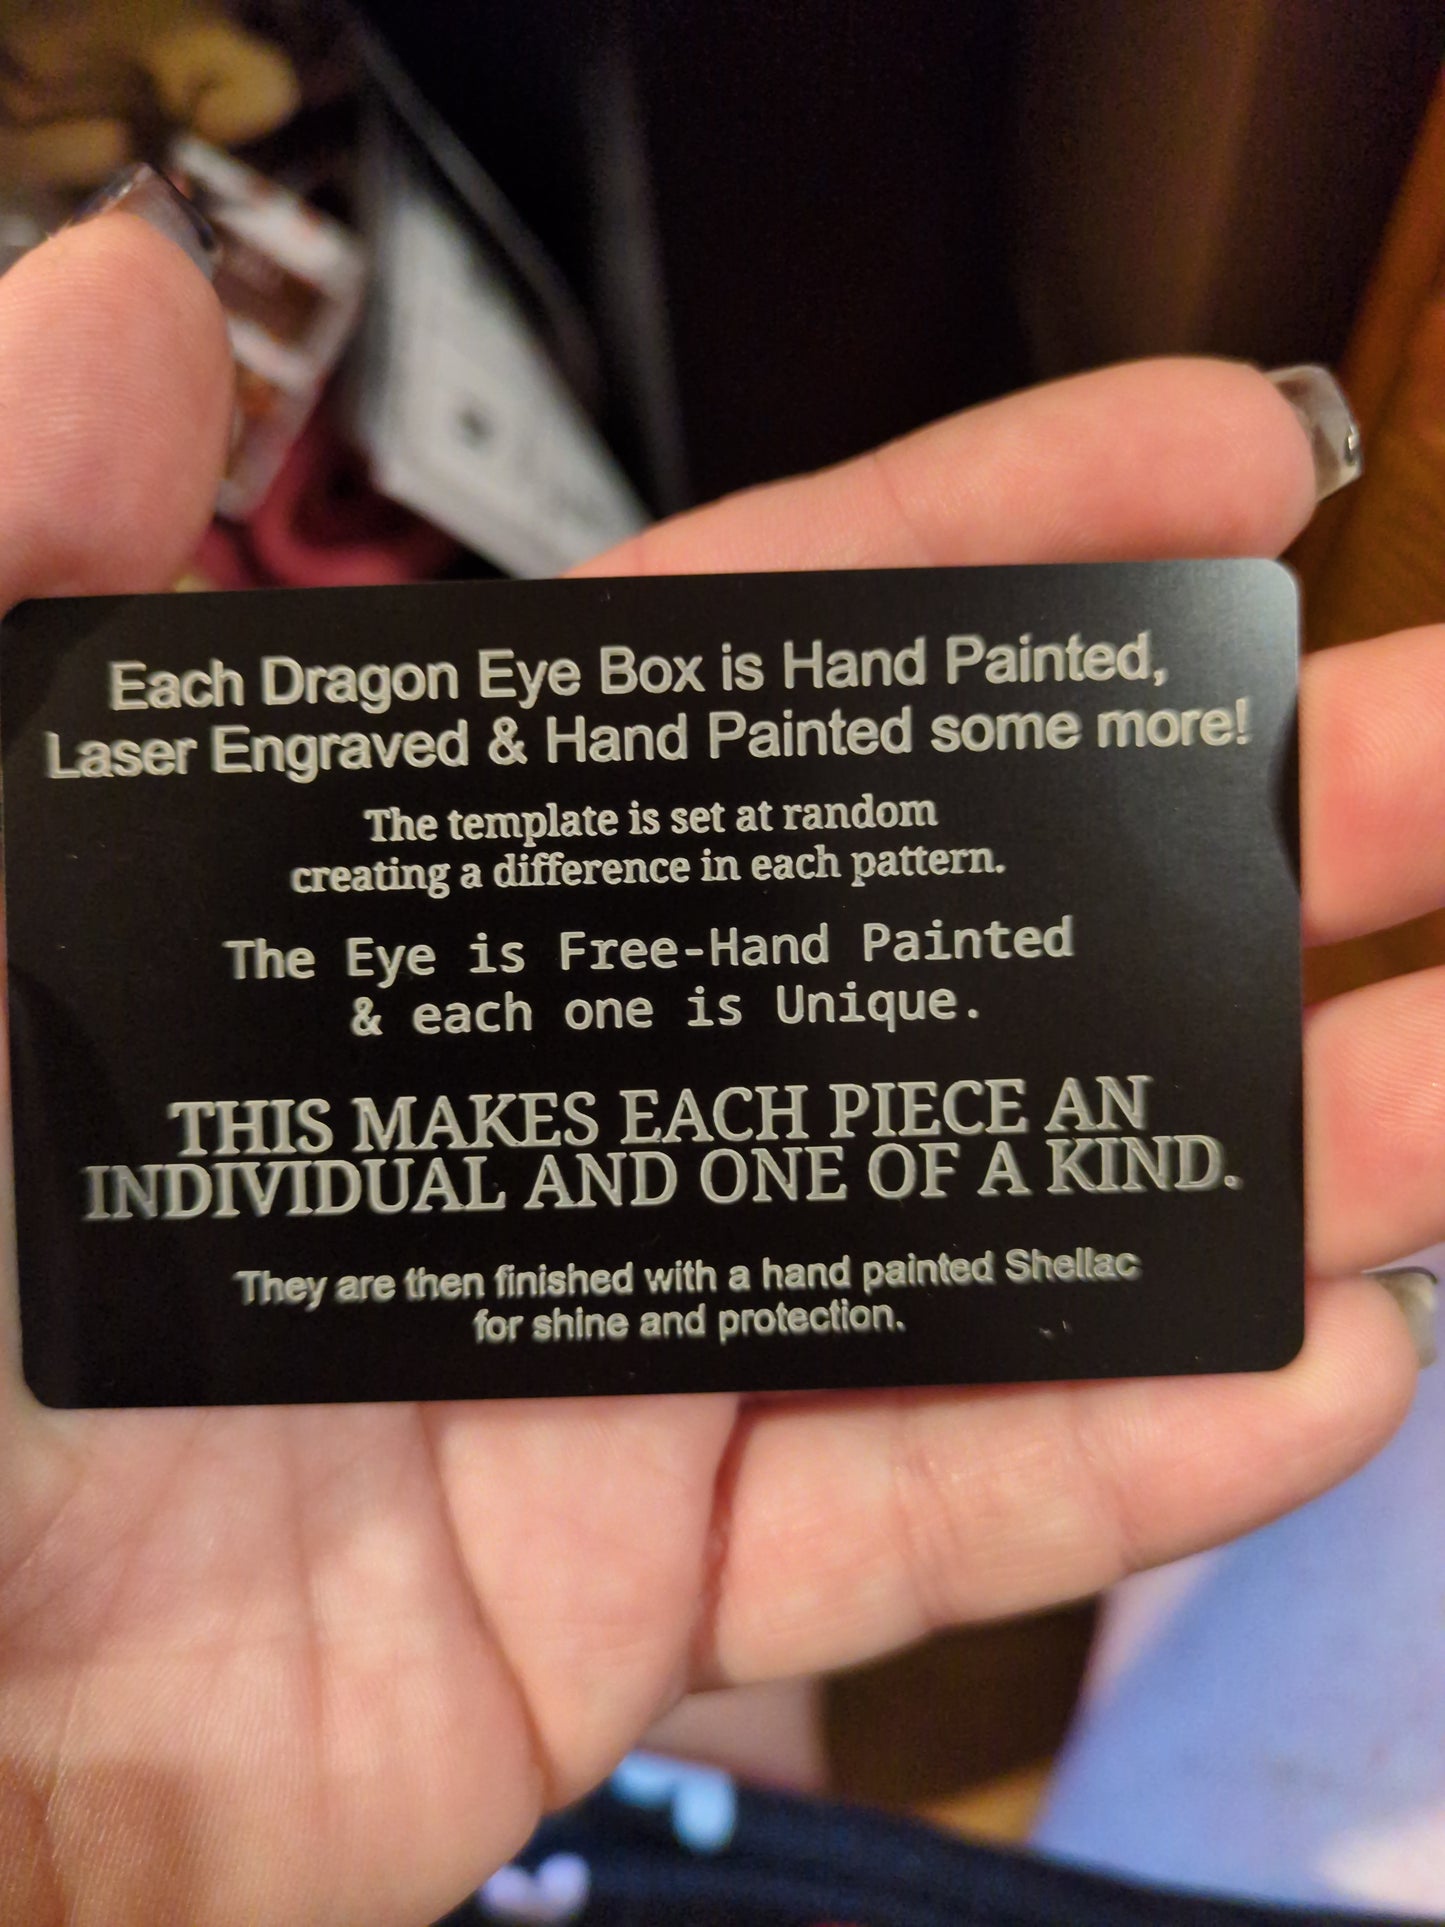 Each Dragon Eye Box is Hand Painted,
Laser Engraved & Hand Painted some more!
The template is set at random
creating a difference in each pattern.
The Eye is Free-Hand Painted
& each one is Unique.
THIS MAKES EACH PIECE AN
INDIVIDUAL AND ONE OF A KIND.
They are then finished with a hand painted Shellac
for shine and protection.